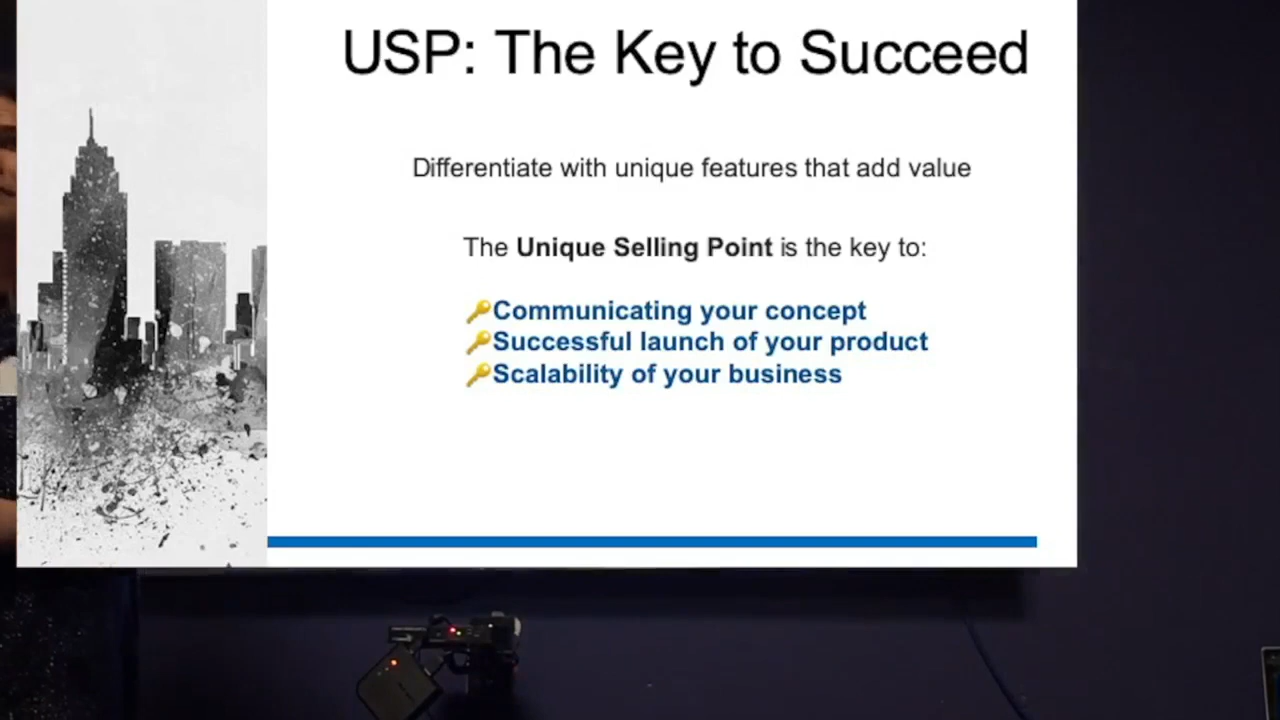 USP: The Key to Succeed
Differentiate with unique features that add value
The Unique Selling Point is the key to:
🔑Communicating your concept
🔑Successful launch of your product
🔑Scalability of your business